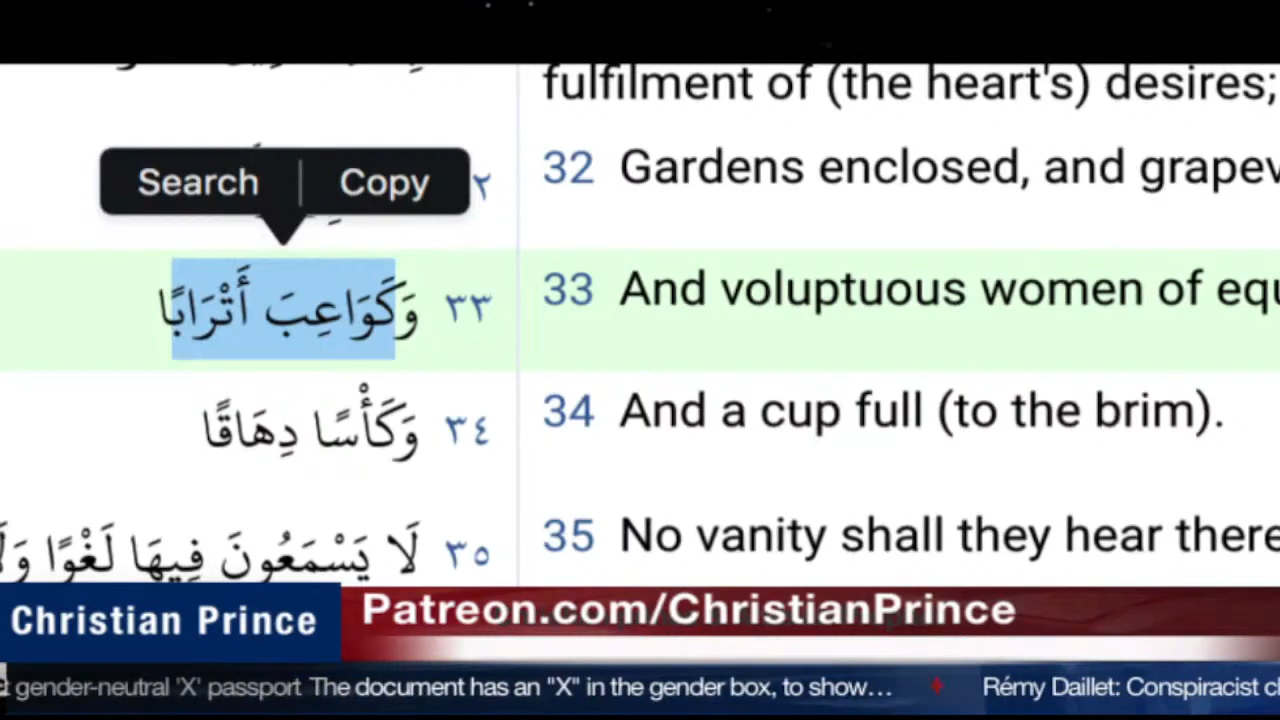 fulfilment of (the heart's) desires;
Search | Copy
٢ 32 Gardens enclosed, and
وَكَوَاعِبَ أَتْرَابًا ٣٣ 33 And voluptuous women of
وَكَأْسًا دِهَاقًا ٣٤ 34 And a cup full (to the brim).
لَا يَسْمَعُونَ فِيهَا لَغْوًا ٣٥ 35 No vanity shall they hear
Christian Prince Patreon.com/ChristianPrince
gender-neutral 'X' passport The document has an "X" in the gender box, to show... Rémy Daillet: Conspiracist